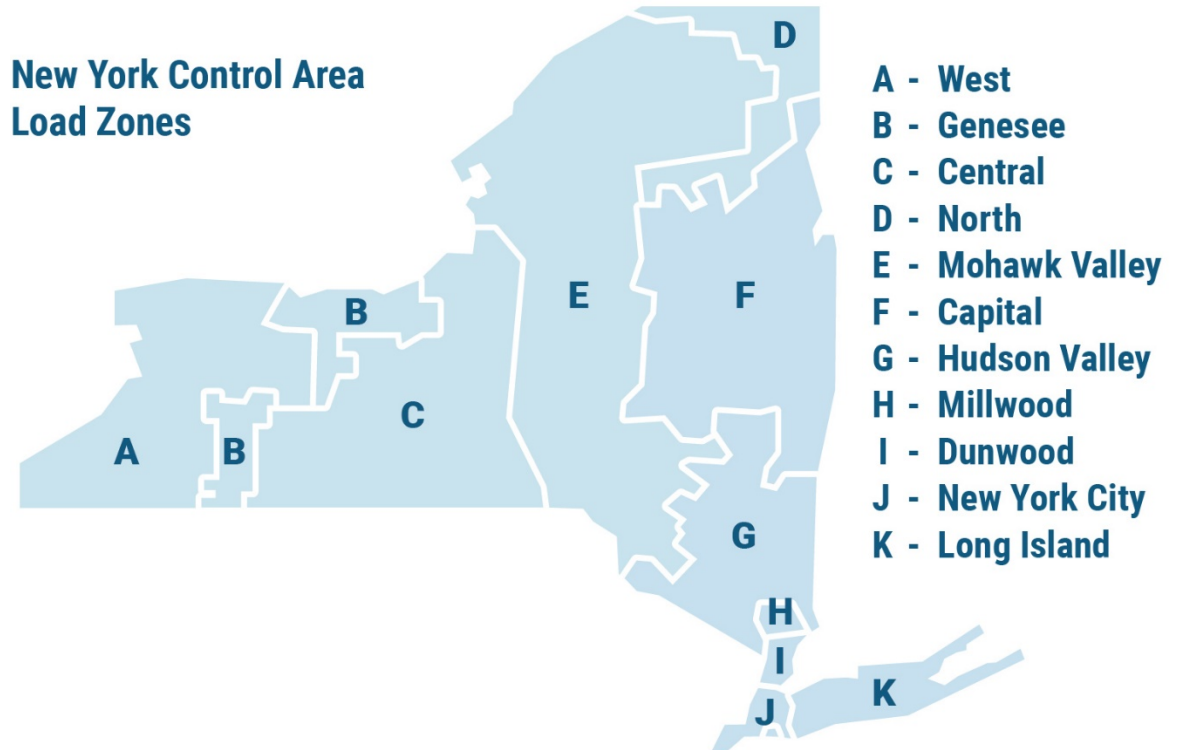 New York Control Area
Load Zones
A - West
B - Genesee
C - Central
D - North
E - Mohawk Valley
F - Capital
G - Hudson Valley
H - Millwood
I - Dunwood
J - New York City
K - Long Island
D
E
F
B
C
A
B
G
H
I
K
J